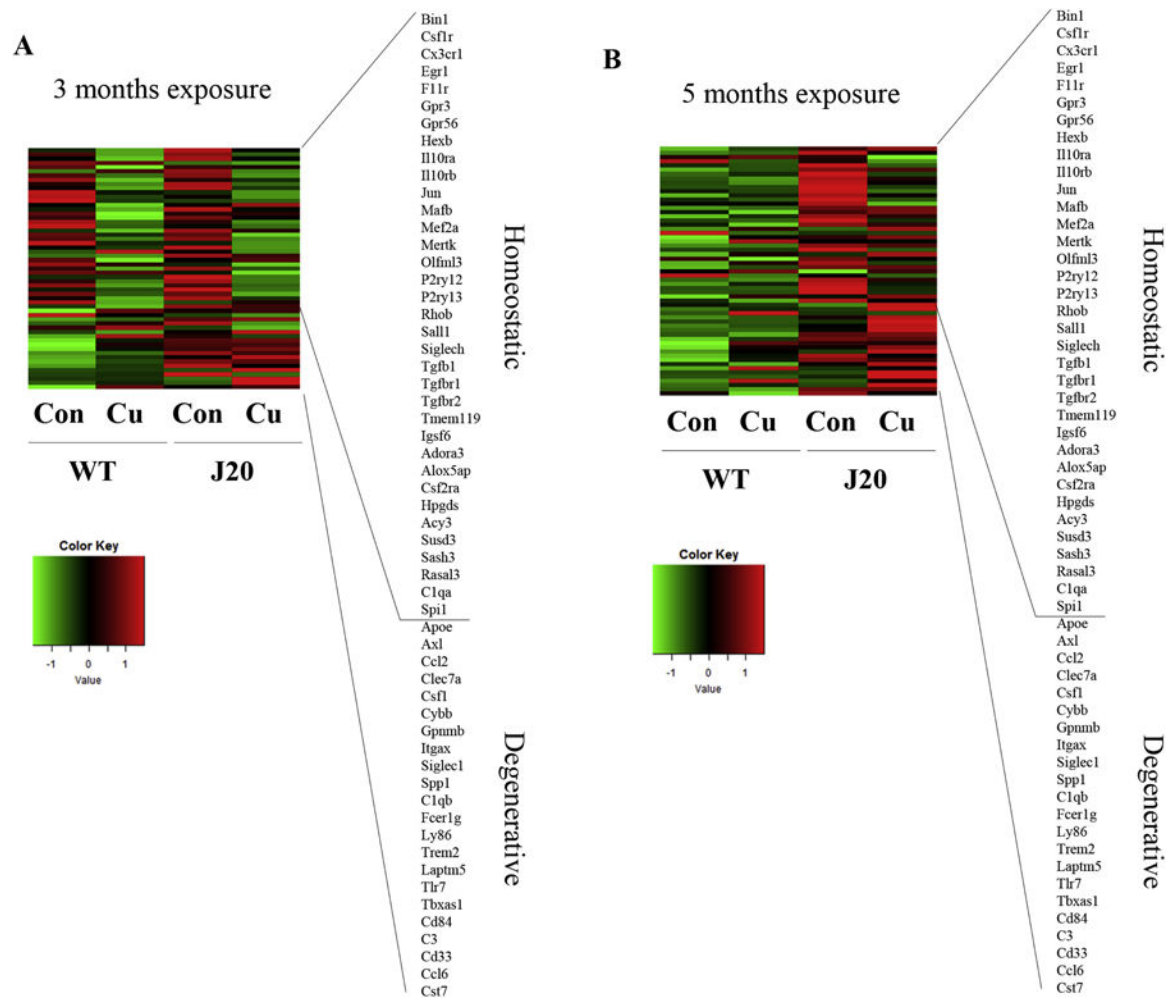 A
3 months exposure
Con Cu Con Cu
WT J20
Color Key
-1 0 1
Value
Bin1
Csf1r
Cx3cr1
Egr1
F11r
Gpr3
Gpr56
Hexb
Il10ra
Il10rb
Jun
Mafb
Mef2a
Mertk
Olfml3
P2ry12
P2ry13
Rhob
Sall1
Siglech
Tgfb1
Tgfbr1
Tgfbr2
Tmem119
Igsf6
Adora3
Alox5ap
Csf2ra
Hpgds
Acy3
Susd3
Sash3
Rasal3
C1qa
Spi1
Apoe
Axl
Ccl2
Clec7a
Csf1
Cybb
Gpnmb
Itgax
Siglec1
Spp1
C1qb
Fcer1g
Ly86
Trem2
Laptm5
Tlr7
Tbxas1
Cd84
C3
Cd33
Ccl6
Cst7
Homeostatic
Degenerative
B
5 months exposure
Con Cu Con Cu
WT J20
Color Key
-1 0 1
Value
Bin1
Csf1r
Cx3cr1
Egr1
F11r
Gpr3
Gpr56
Hexb
Il10ra
Il10rb
Jun
Mafb
Mef2a
Mertk
Olfml3
P2ry12
P2ry13
Rhob
Sall1
Siglech
Tgfb1
Tgfbr1
Tgfbr2
Tmem119
Igsf6
Adora3
Alox5ap
Csf2ra
Hpgds
Acy3
Susd3
Sash3
Rasal3
C1qa
Spi1
Apoe
Axl
Ccl2
Clec7a
Csf1
Cybb
Gpnmb
Itgax
Siglec1
Spp1
C1qb
Fcer1g
Ly86
Trem2
Laptm5
Tlr7
Tbxas1
Cd84
C3
Cd33
Ccl6
Cst7
Homeostatic
Degenerative